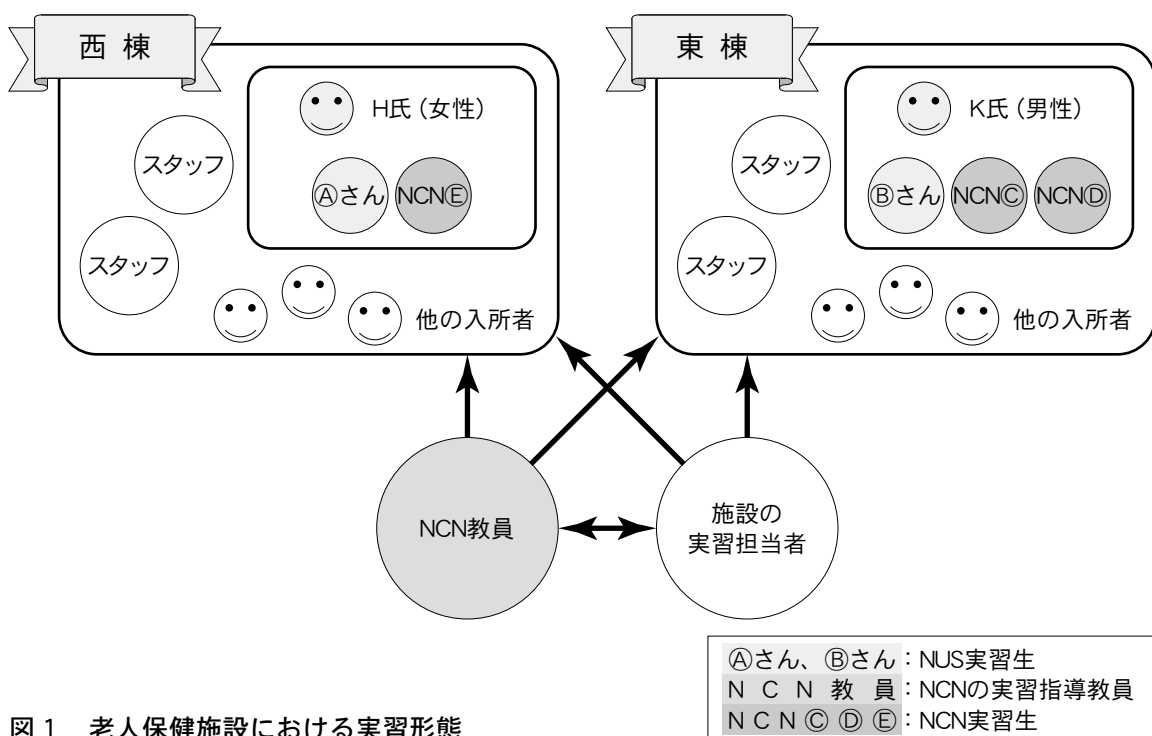 西 棟
H氏（女性）
スタッフ
Ⓐさん
NCNⒺ
スタッフ
他の入所者
東 棟
K氏（男性）
スタッフ
Ⓑさん
NCNⒸ
NCNⒹ
スタッフ
他の入所者
NCN教員
施設の
実習担当者
Ⓐさん、Ⓑさん：NUS実習生
N C N 教 員：NCNの実習指導教員
N C N Ⓒ Ⓓ Ⓔ：NCN実習生
図１　老人保健施設における実習形態